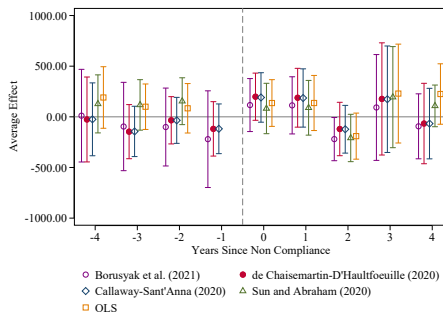 1000.00
500.00
0.00
-500.00
-1000.00
Average Effect
-4 -3 -2 -1 0 1 2 3 4
Years Since Non Compliance
Borusyak et al. (2021) de Chaisemartin-D'Haultfoeuille (2020)
Callaway-Sant'Anna (2020) Sun and Abraham (2020)
OLS